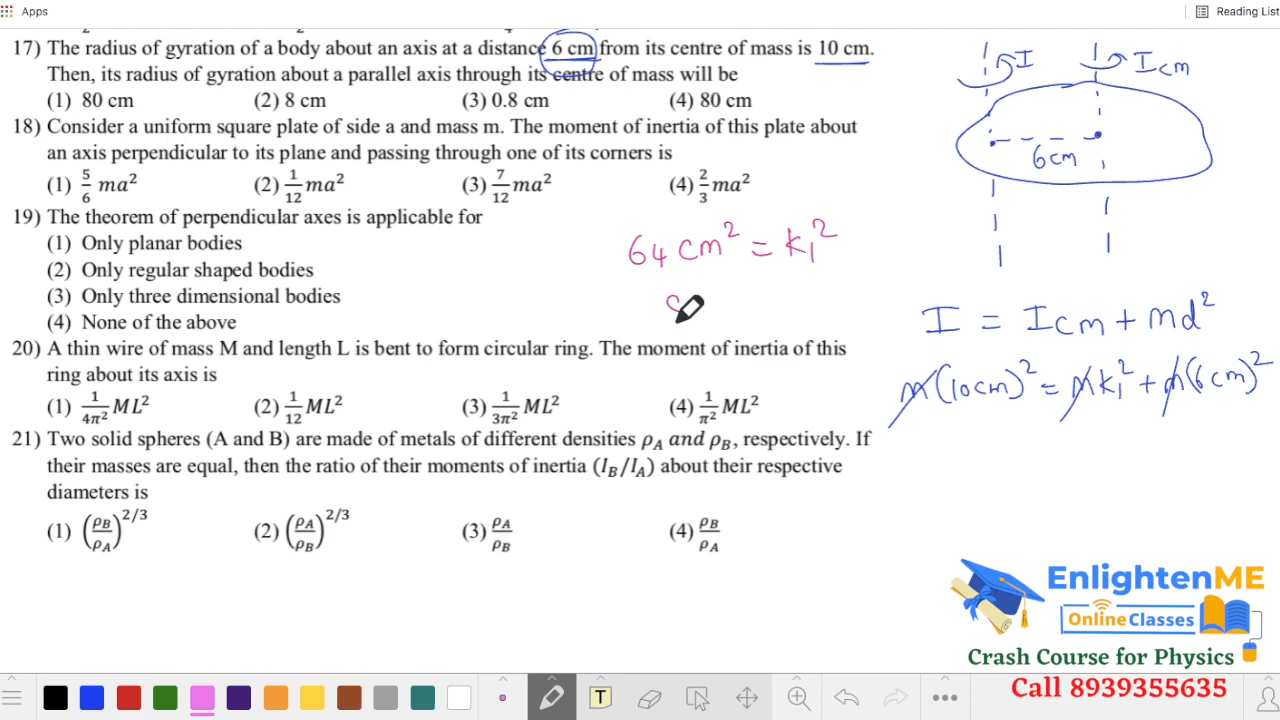 Apps
Reading List
17) The radius of gyration of a body about an axis at a distance 6 cm from its centre of mass is 10 cm.
Then, its radius of gyration about a parallel axis through its centre of mass will be
(1) 80 cm (2) 8 cm (3) 0.8 cm (4) 80 cm
18) Consider a uniform square plate of side a and mass m. The moment of inertia of this plate about
an axis perpendicular to its plane and passing through one of its corners is
(1) 5/6 ma² (2) 1/12 ma² (3) 7/12 ma² (4) 2/3 ma²
19) The theorem of perpendicular axes is applicable for
(1) Only planar bodies
(2) Only regular shaped bodies
(3) Only three dimensional bodies
(4) None of the above
20) A thin wire of mass M and length L is bent to form circular ring. The moment of inertia of this
ring about its axis is
(1) 1/4π² ML² (2) 1/12 ML² (3) 1/3π² ML² (4) 1/π² ML²
21) Two solid spheres (A and B) are made of metals of different densities ρA and ρB, respectively. If
their masses are equal, then the ratio of their moments of inertia (IB/IA) about their respective
diameters is
(1) (ρB/ρA)^2/3 (2) (ρA/ρB)^2/3 (3) ρA/ρB (4) ρB/ρA
I Icm
6cm
64 cm² = k₁²
I = Icm + md²
m(10cm)² = mk₁² + m(6cm)²
EnlightenME
Online Classes
Crash Course for Physics
Call 8939355635
T